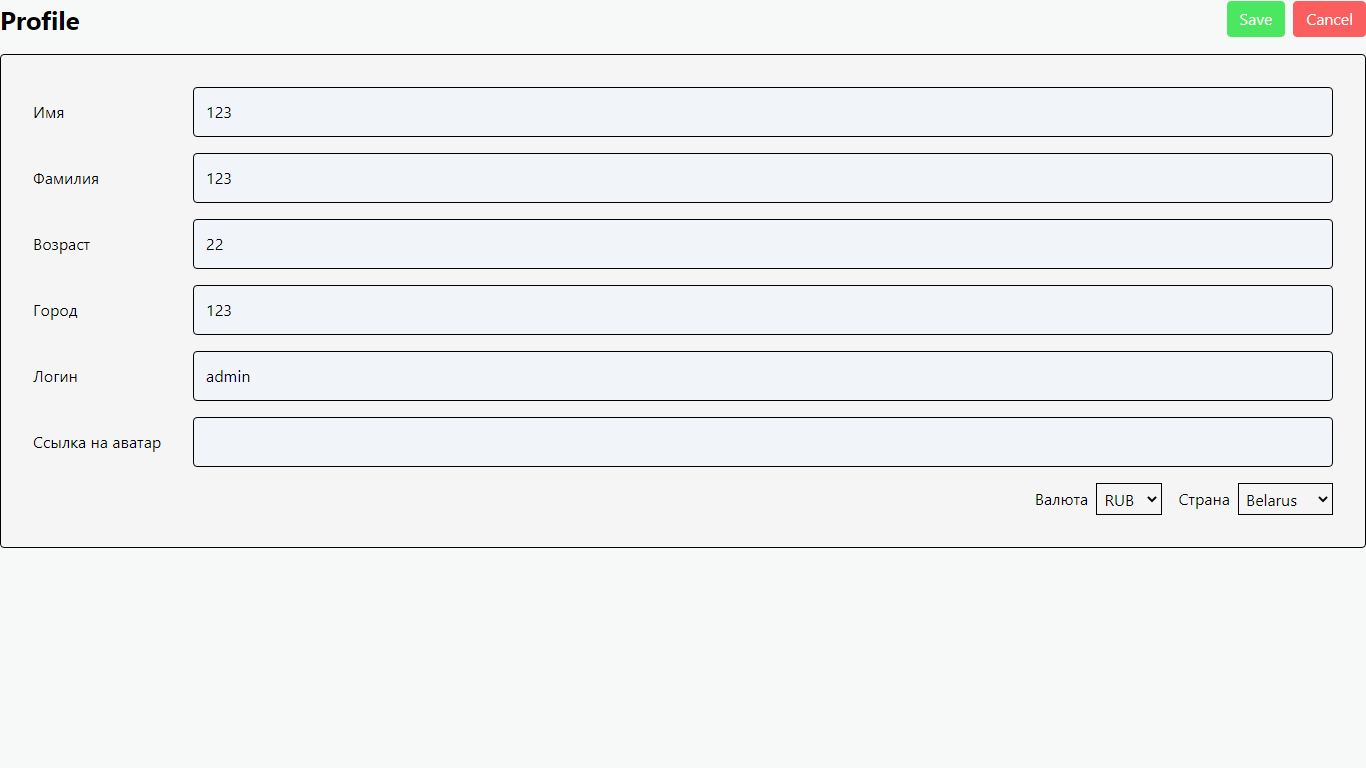 Profile Save Cancel
Имя 123
Фамилия 123
Возраст 22
Город 123
Логин admin
Ссылка на аватар
Валюта RUB Страна Belarus